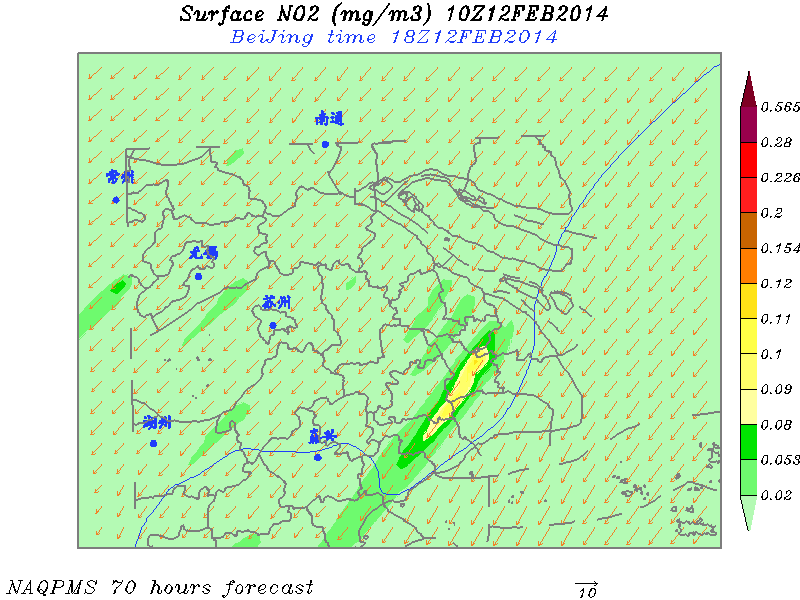 Surface NO2 (mg/m3) 10Z12FEB2014
BeiJing time 18Z12FEB2014
南通
常州
无锡
苏州
湖州
嘉兴
0.565
0.28
0.226
0.2
0.154
0.12
0.11
0.1
0.09
0.08
0.053
0.02
NAQPMS 70 hours forecast
10